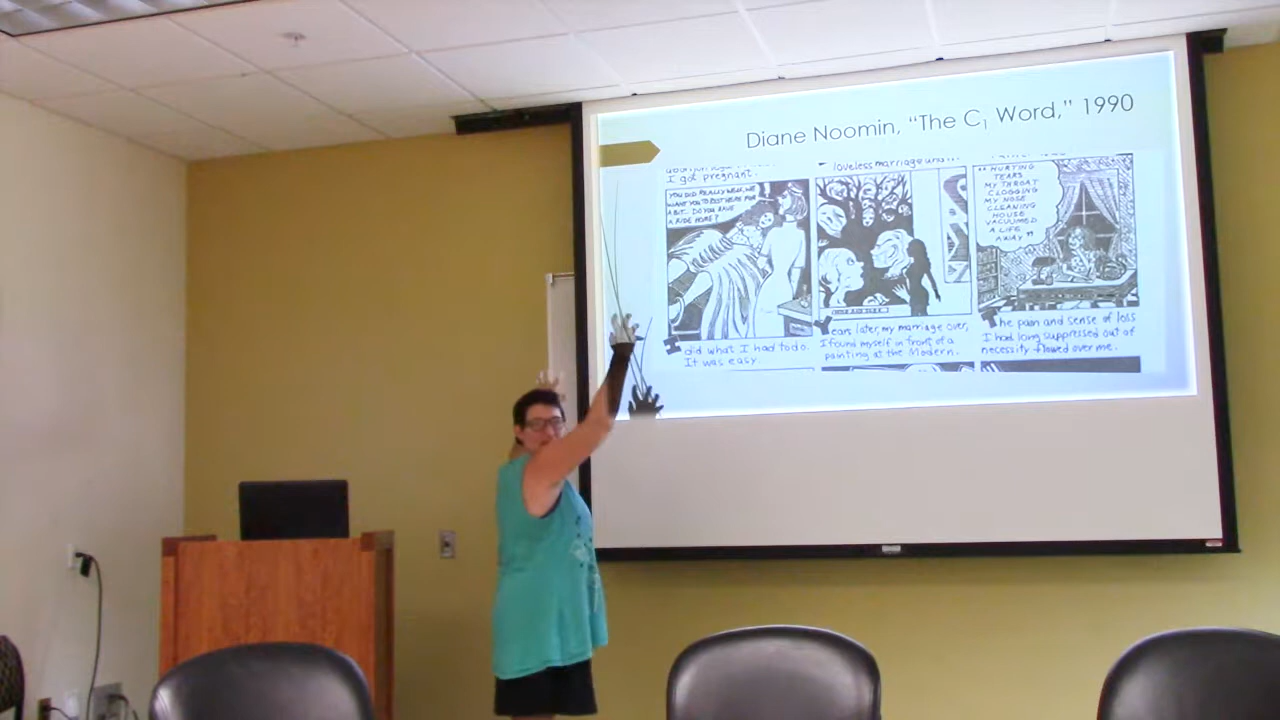 Diane Noomin, "The C₁ Word," 1990
I got pregnant.
YOU DID REALLY WELL, WE
WANT YOU TO REST HERE FOR
A BIT. DO YOU HAVE
A RIDE HOME?
I did what I had to do.
It was easy.
loveless marriage
Years later, my marriage over,
I found myself in front of a
painting at the Modern.
"HURTING
TEARS
MY THROAT
CLOGGING
MY NOSE
CLEANING
HOUSE
VACUUMED
A LIFE
AWAY"
The pain and sense of loss
I had long suppressed out of
necessity flowed over me.